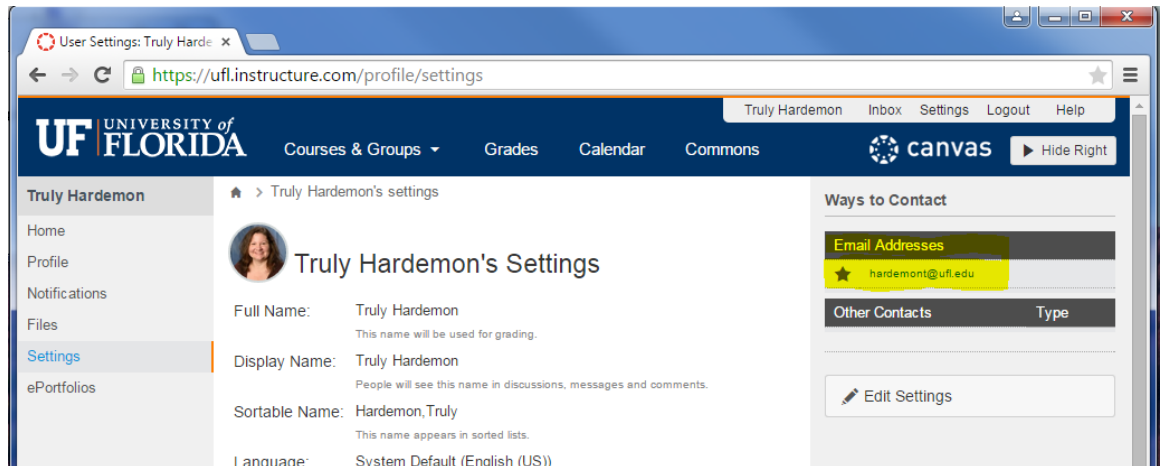 User Settings: Truly Harde
https://ufl.instructure.com/profile/settings
Truly Hardemon Inbox Settings Logout Help
UF UNIVERSITY of FLORIDA
Courses & Groups Grades Calendar Commons
canvas
Hide Right
Truly Hardemon
Home
Profile
Notifications
Files
Settings
ePortfolios
> Truly Hardemon's settings
Truly Hardemon's Settings
Full Name: Truly Hardemon
This name will be used for grading.
Display Name: Truly Hardemon
People will see this name in discussions, messages and comments.
Sortable Name: Hardemon,Truly
This name appears in sorted lists.
Language: System Default (English (US))
Ways to Contact
Email Addresses
hardemont@ufl.edu
Other Contacts Type
Edit Settings